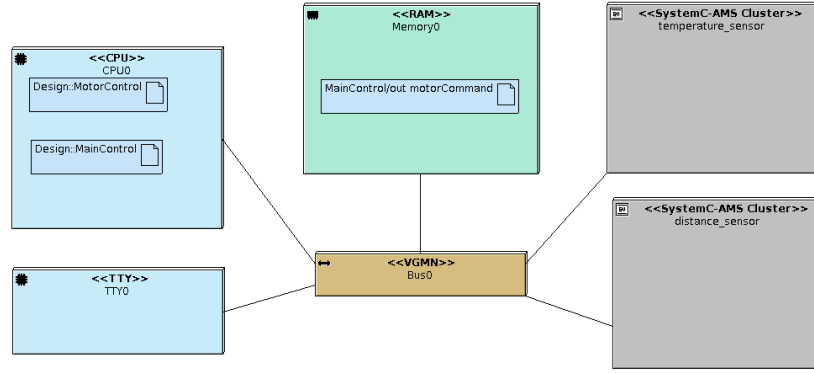 <<CPU>>
CPU0
Design::MotorControl
Design::MainControl
<<RAM>>
Memory0
MainControl/out motorCommand
<<SystemC-AMS Cluster>>
temperature_sensor
<<SystemC-AMS Cluster>>
distance_sensor
<<VGMN>>
Bus0
<<TTY>>
TTY0